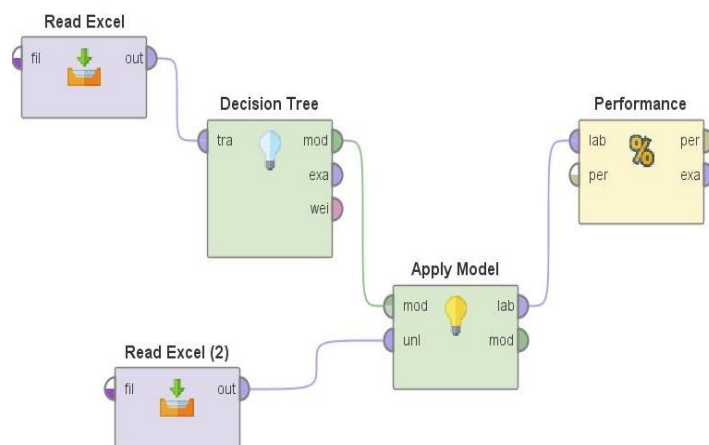 Read Excel
fil out
Decision Tree
tra mod
exa
wei
Performance
lab % per
per exa
Apply Model
mod lab
unl mod
Read Excel (2)
fil out